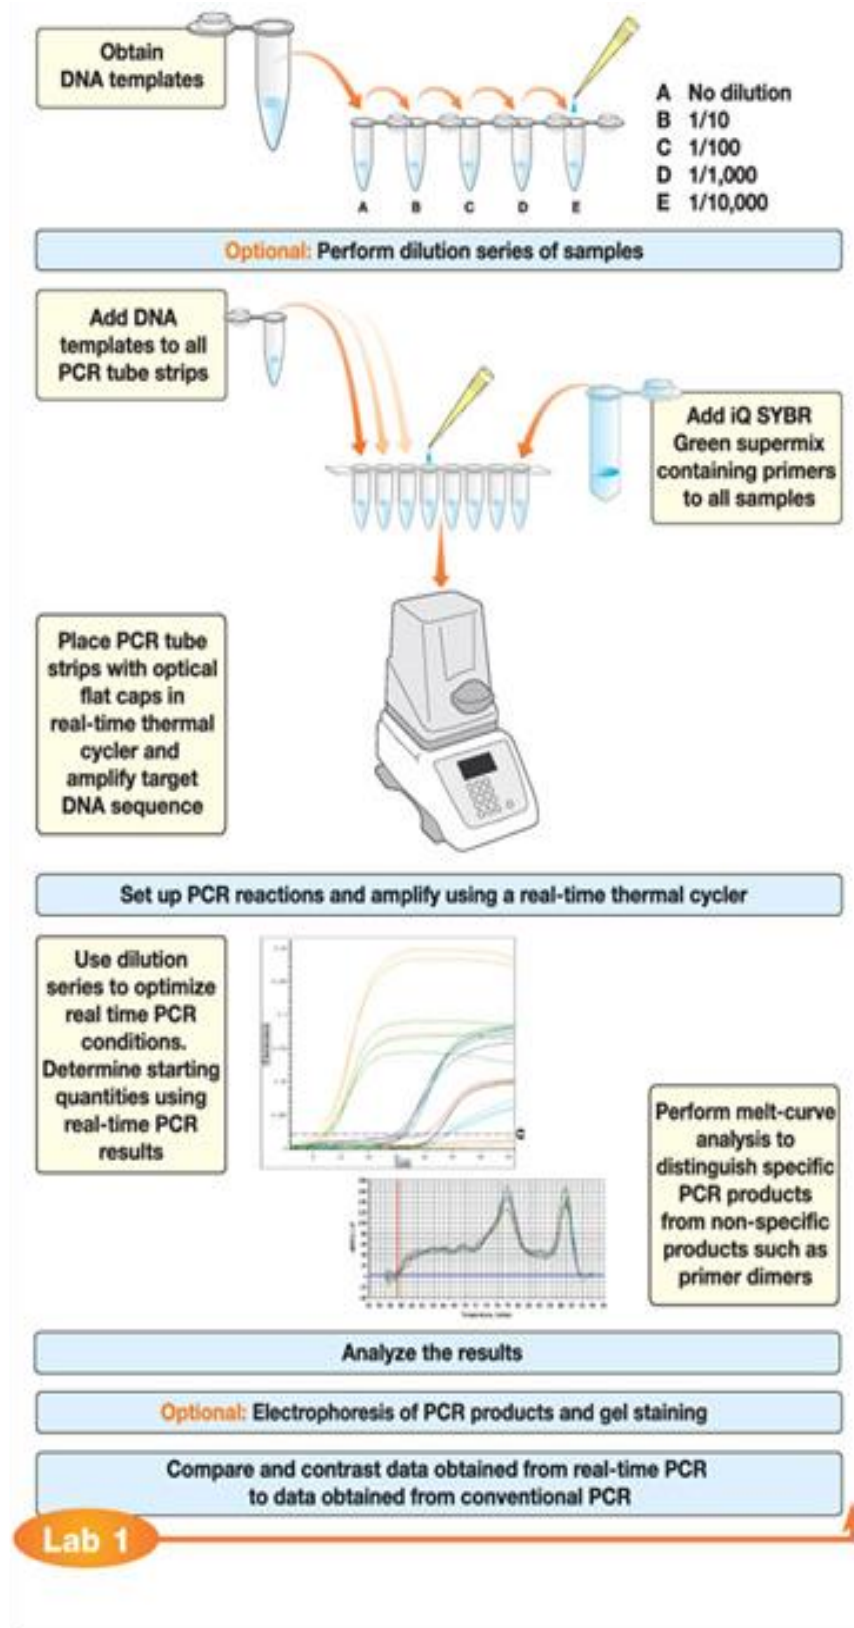 Obtain
DNA templates
A No dilution
B 1/10
C 1/100
D 1/1,000
E 1/10,000
A B C D E
Optional: Perform dilution series of samples
Add DNA
templates to all
PCR tube strips
Add iQ SYBR
Green supermix
containing primers
to all samples
Place PCR tube
strips with optical
flat caps in
real-time thermal
cycler and
amplify target
DNA sequence
Set up PCR reactions and amplify using a real-time thermal cycler
Use dilution
series to optimize
real time PCR
conditions.
Determine starting
quantities using
real-time PCR
results
Perform melt-curve
analysis to
distinguish specific
PCR products
from non-specific
products such as
primer dimers
Analyze the results
Optional: Electrophoresis of PCR products and gel staining
Compare and contrast data obtained from real-time PCR
to data obtained from conventional PCR
Lab 1